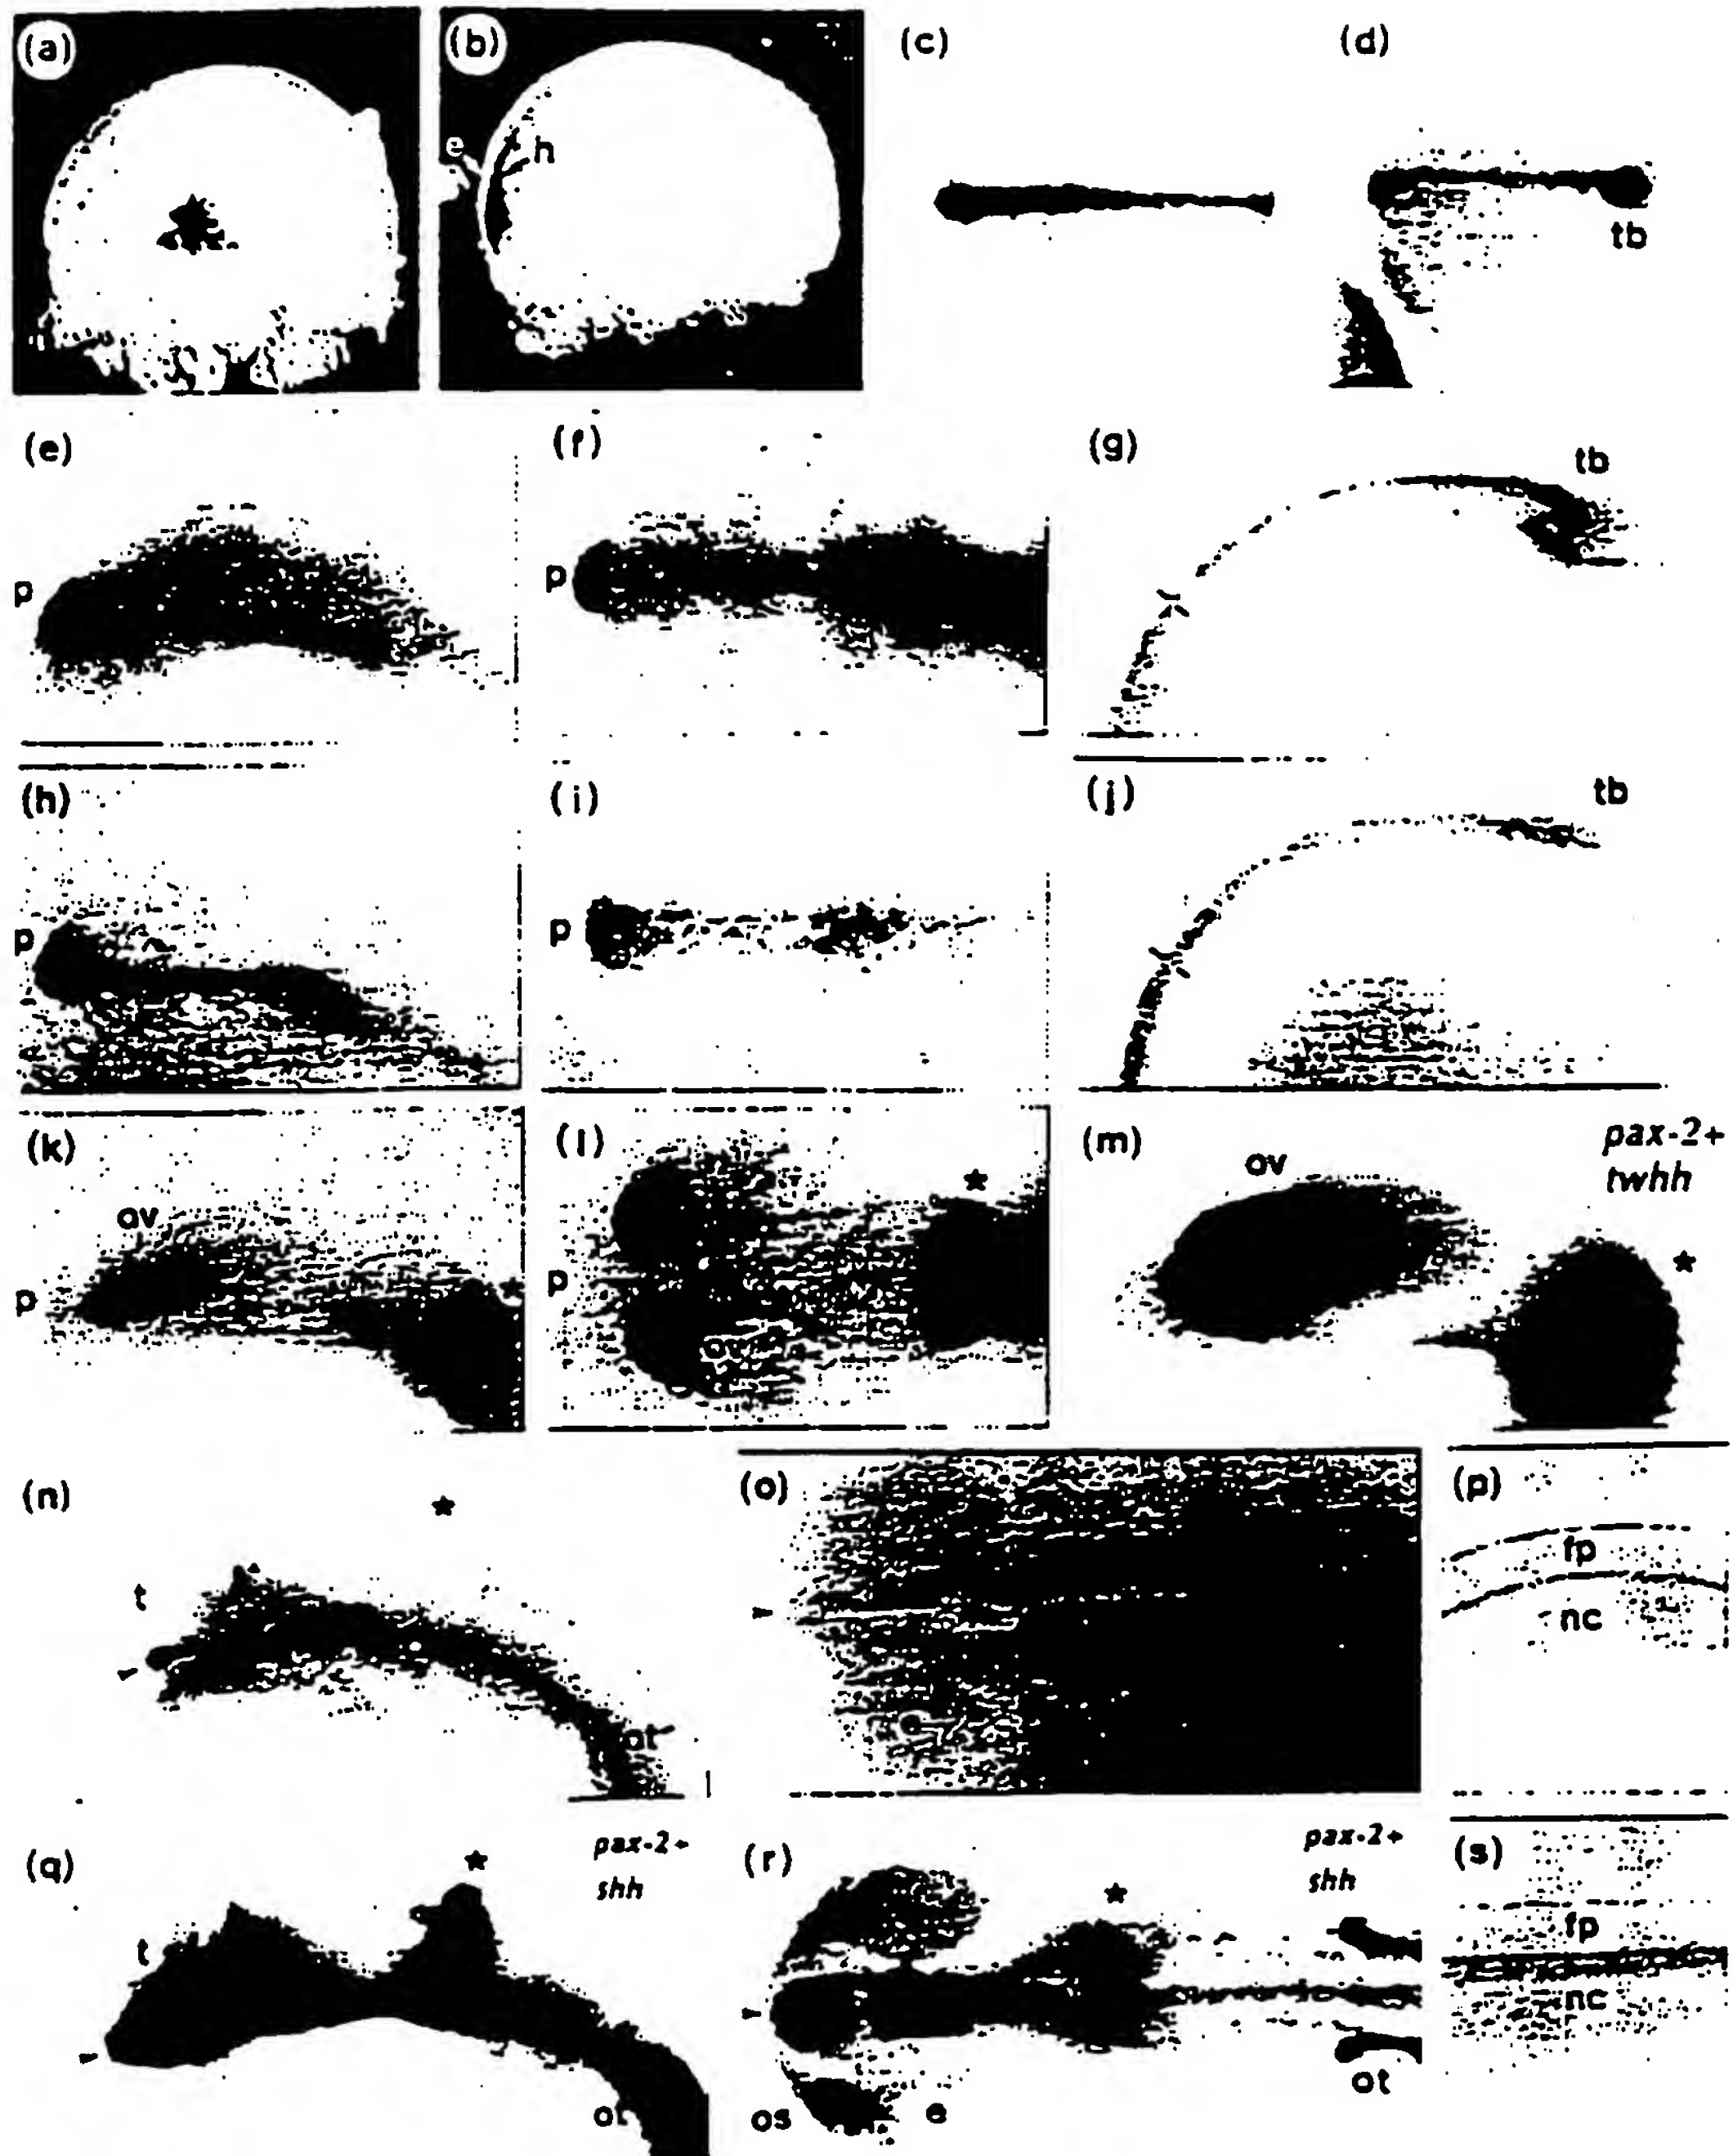 (a)
(b)
e
h
(c)
(d)
tb
(e)
p
(f)
p
(g)
tb
(h)
p
(i)
p
(j)
tb
(k)
ov
p
(l)
★
p
ov
(m)
ov
pax-2+
twhh
★
(n)
★
t
ot
(o)
(p)
fp
nc
(q)
★
t
pax-2+
shh
ot
(r)
★
pax-2+
shh
os
e
ot
(s)
fp
nc